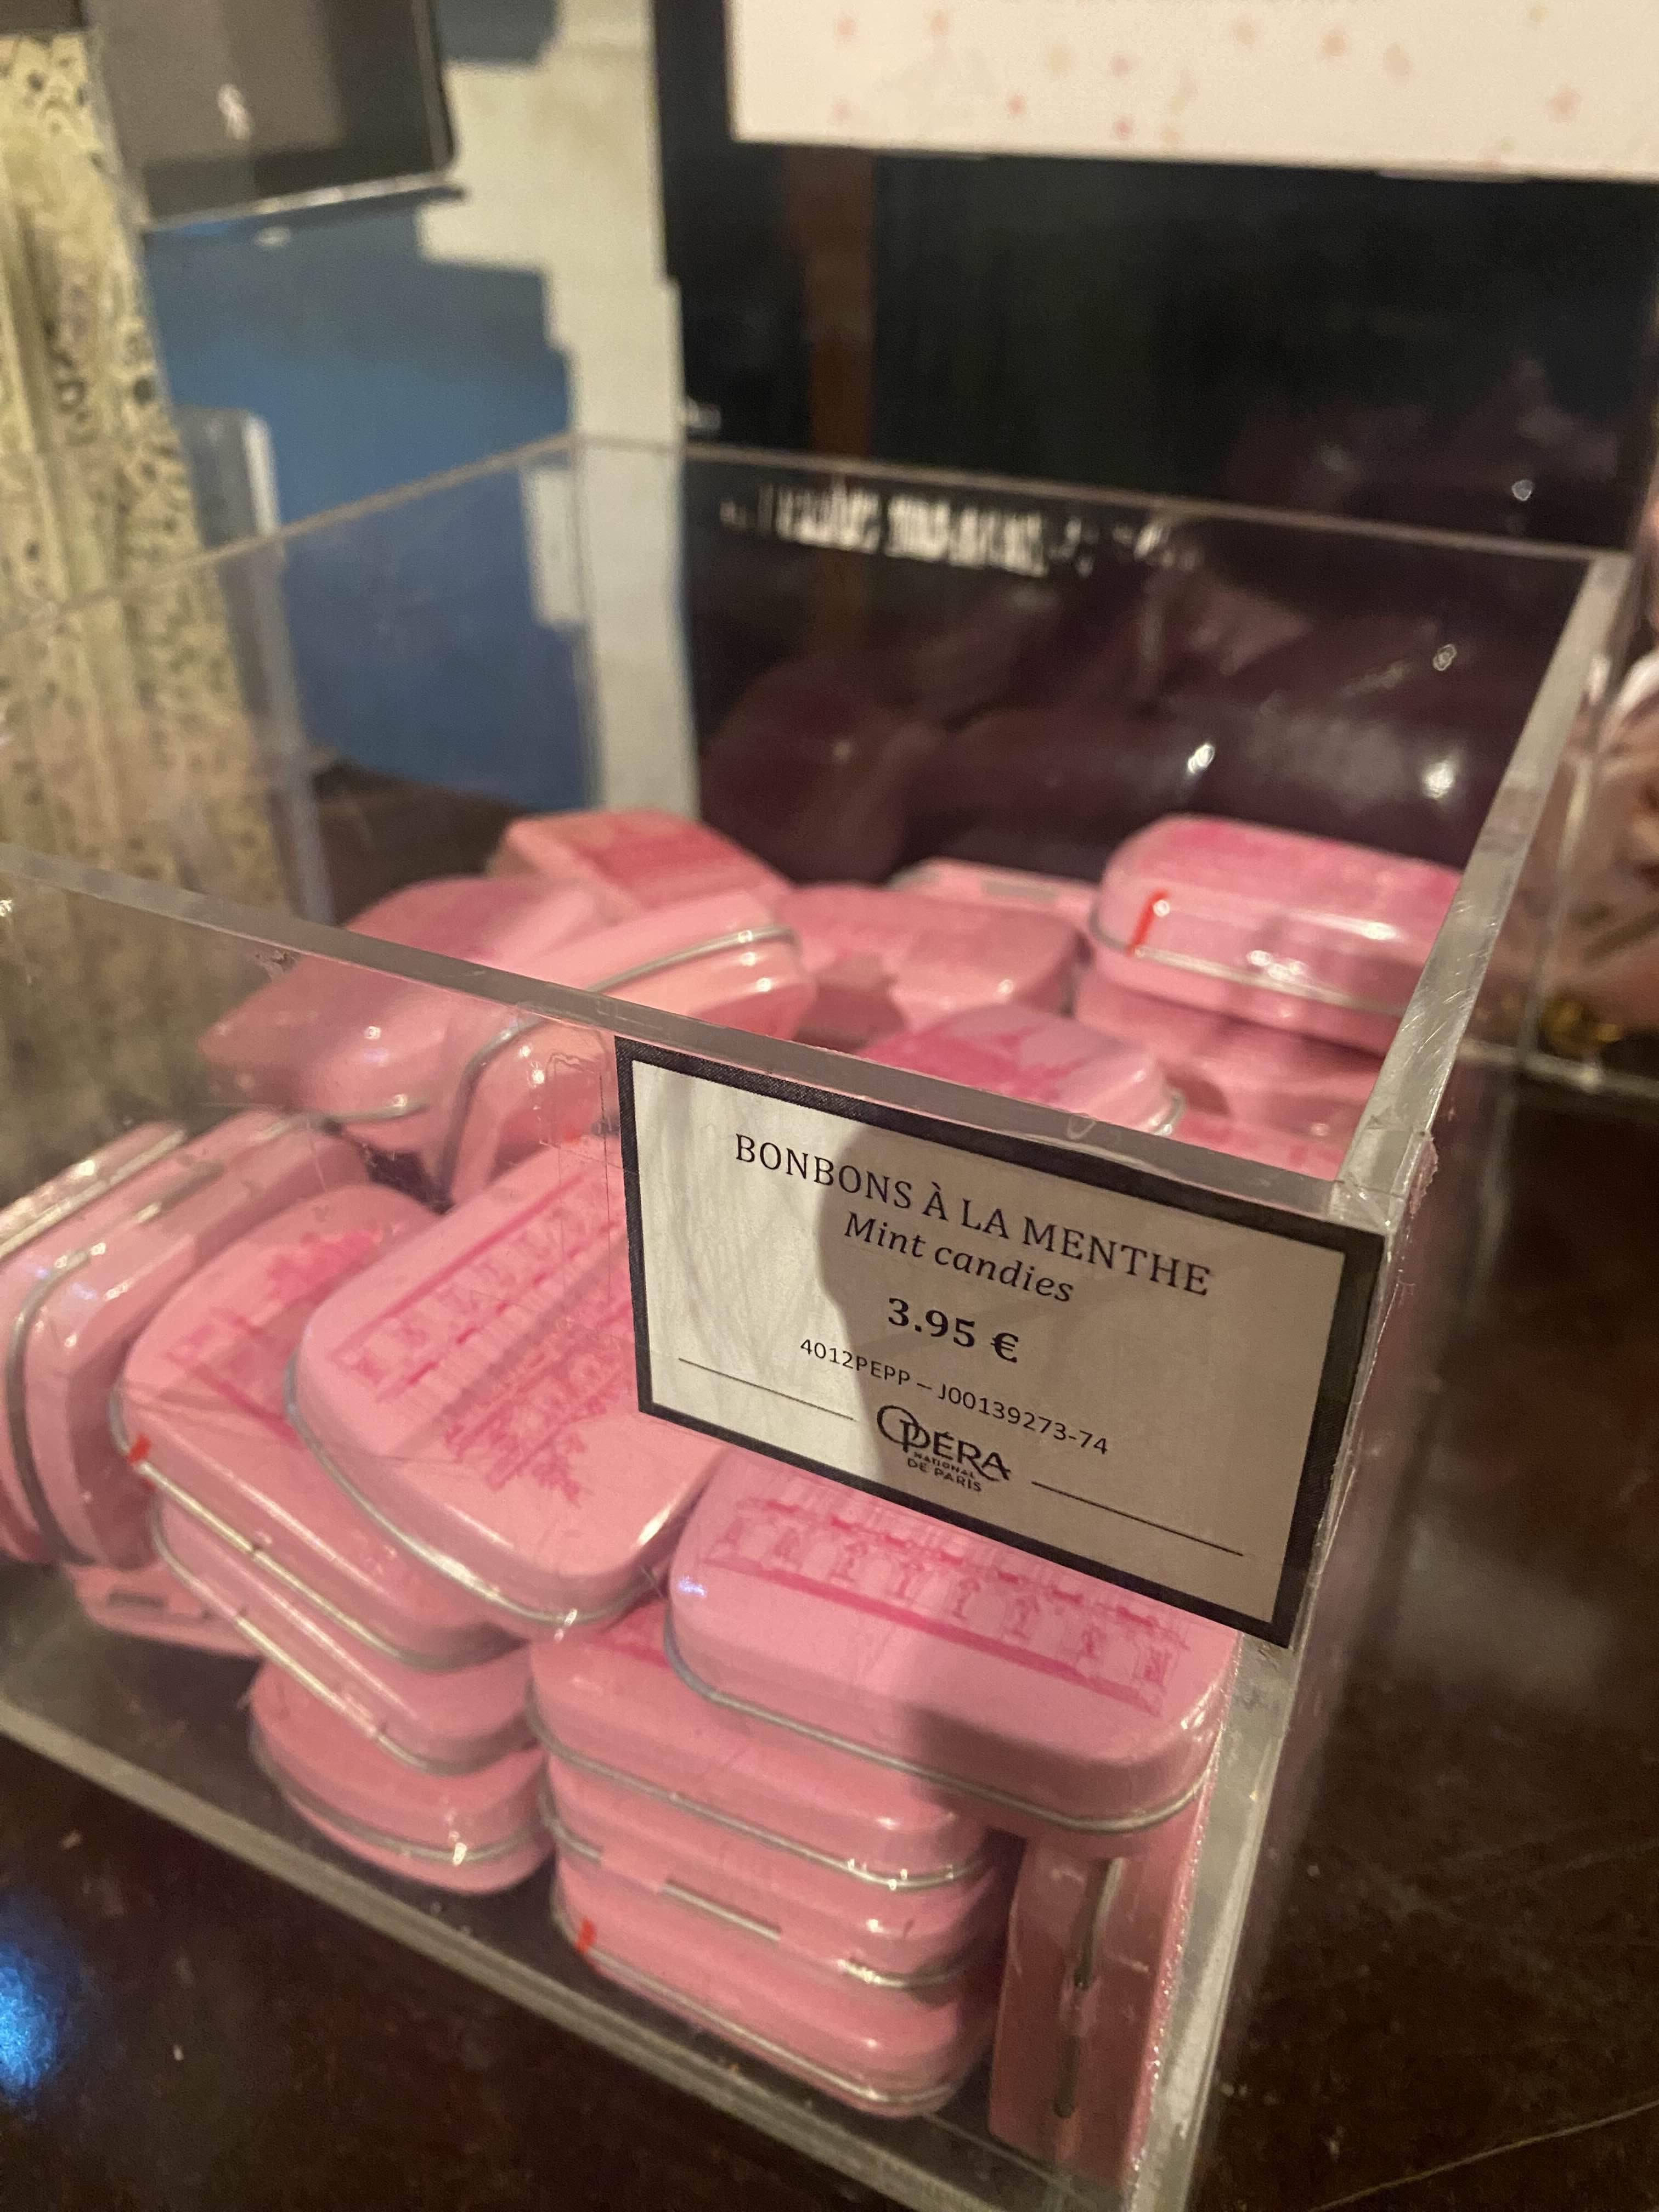 BONBONS À LA MENTHE
Mint candies
3.95 €
4012PEPP – J00139273-74
OPÉRA
NATIONAL
DE PARIS